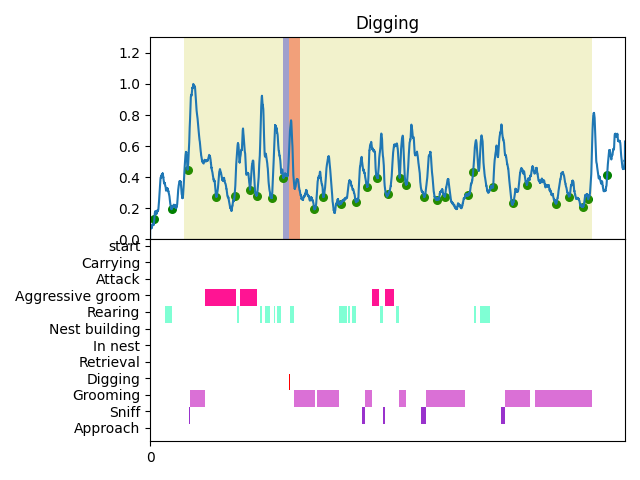 Digging
1.2
1.0
0.8
0.6
0.4
0.2
0.0
start
Carrying
Attack
Aggressive groom
Rearing
Nest building
In nest
Retrieval
Digging
Grooming
Sniff
Approach
0